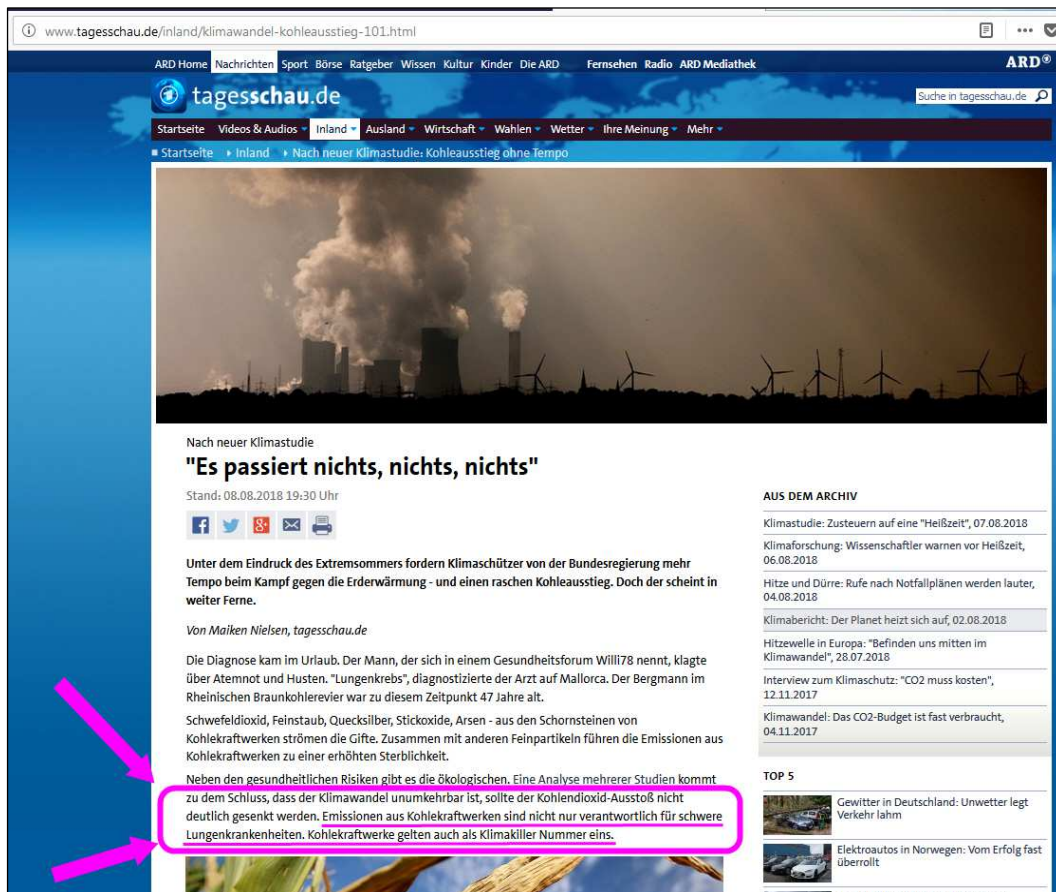 www.tagesschau.de/inland/klimawandel-kohleausstieg-101.html
ARD Home Nachrichten Sport Börse Ratgeber Wissen Kultur Kinder Die ARD Fernsehen Radio ARD Mediathek ARD®
tagesschau.de
Suche in tagesschau.de
Startseite Videos & Audios Inland Ausland Wirtschaft Wahlen Wetter Ihre Meinung Mehr
Startseite Inland Nach neuer Klimastudie: Kohleausstieg ohne Tempo
Nach neuer Klimastudie
"Es passiert nichts, nichts, nichts"
Stand: 08.08.2018 19:30 Uhr
Unter dem Eindruck des Extremsommers fordern Klimaschützer von der Bundesregierung mehr
Tempo beim Kampf gegen die Erderwärmung - und einen raschen Kohleausstieg. Doch der scheint in
weiter Ferne.
Von Maiken Nielsen, tagesschau.de
Die Diagnose kam im Urlaub. Der Mann, der sich in einem Gesundheitsforum Willi78 nennt, klagte
über Atemnot und Husten. "Lungenkrebs", diagnostizierte der Arzt auf Mallorca. Der Bergmann im
Rheinischen Braunkohlerevier war zu diesem Zeitpunkt 47 Jahre alt.
Schwefeldioxid, Feinstaub, Quecksilber, Stickoxide, Arsen - aus den Schornsteinen von
Kohlekraftwerken strömen die Gifte. Zusammen mit anderen Feinpartikeln führen die Emissionen aus
Kohlekraftwerken zu einer erhöhten Sterblichkeit.
Neben den gesundheitlichen Risiken gibt es die ökologischen. Eine Analyse mehrerer Studien kommt
zu dem Schluss, dass der Klimawandel unumkehrbar ist, sollte der Kohlendioxid-Ausstoß nicht
deutlich gesenkt werden. Emissionen aus Kohlekraftwerken sind nicht nur verantwortlich für schwere
Lungenkrankenheiten. Kohlekraftwerke gelten auch als Klimakiller Nummer eins.
AUS DEM ARCHIV
Klimastudie: Zusteuern auf eine "Heißzeit", 07.08.2018
Klimaforschung: Wissenschaftler warnen vor Heißzeit,
06.08.2018
Hitze und Dürre: Rufe nach Notfallplänen werden lauter,
04.08.2018
Klimabericht: Der Planet heizt sich auf, 02.08.2018
Hitzewelle in Europa: "Befinden uns mitten im
Klimawandel", 28.07.2018
Interview zum Klimaschutz: "CO2 muss kosten",
12.11.2017
Klimawandel: Das CO2-Budget ist fast verbraucht,
04.11.2017
TOP 5
Gewitter in Deutschland: Unwetter legt
Verkehr lahm
Elektroautos in Norwegen: Vom Erfolg fast
überrollt